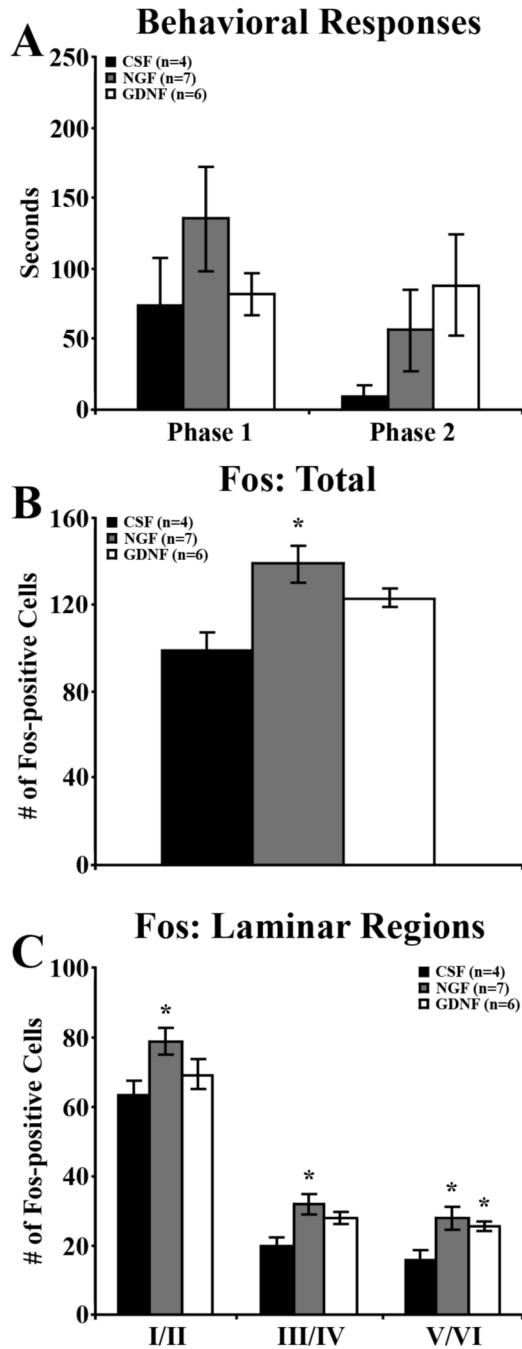 Behavioral Responses
A
250
CSF (n=4)
NGF (n=7)
GDNF (n=6)
200
150
100
50
0
Seconds
Phase 1 Phase 2
Fos: Total
B
160
CSF (n=4)
NGF (n=7)
GDNF (n=6)
*
120
80
40
0
# of Fos-positive Cells
Fos: Laminar Regions
C
100
CSF (n=4)
NGF (n=7)
GDNF (n=6)
*
80
60
40
*
* *
20
0
# of Fos-positive Cells
I/II III/IV V/VI